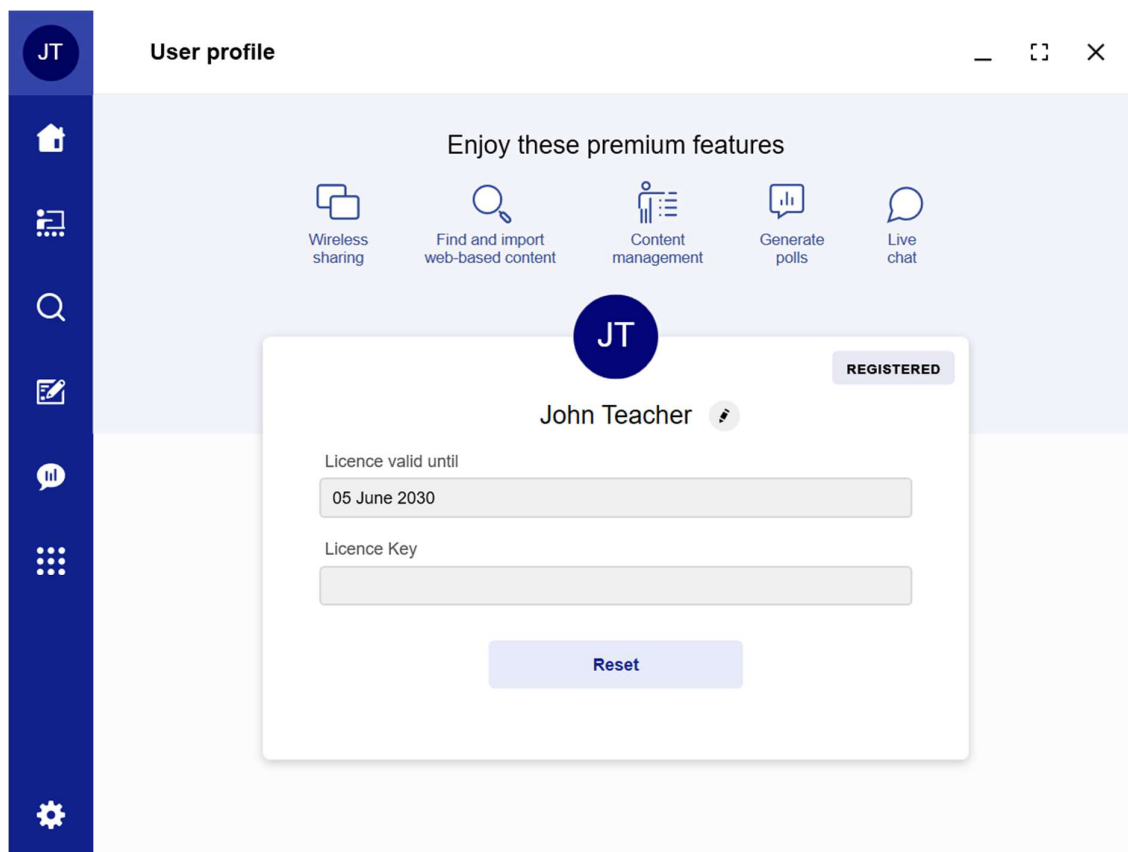 JT
User profile
Enjoy these premium features
Wireless
sharing
Find and import
web-based content
Content
management
Generate
polls
Live
chat
JT
REGISTERED
John Teacher
Licence valid until
05 June 2030
Licence Key
Reset